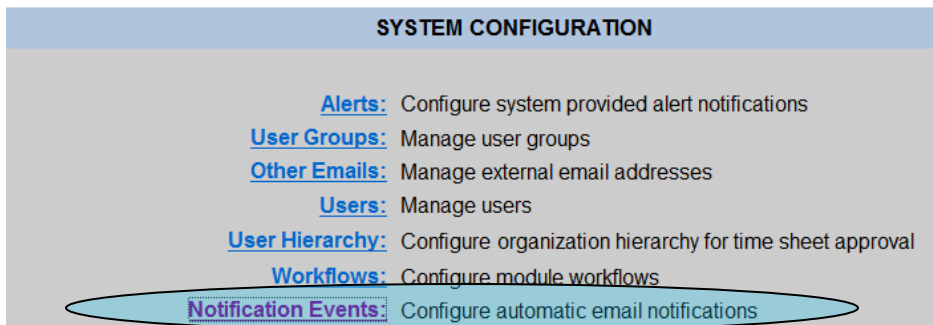 SYSTEM CONFIGURATION
Alerts: Configure system provided alert notifications
User Groups: Manage user groups
Other Emails: Manage external email addresses
Users: Manage users
User Hierarchy: Configure organization hierarchy for time sheet approval
Workflows: Configure module workflows
Notification Events: Configure automatic email notifications